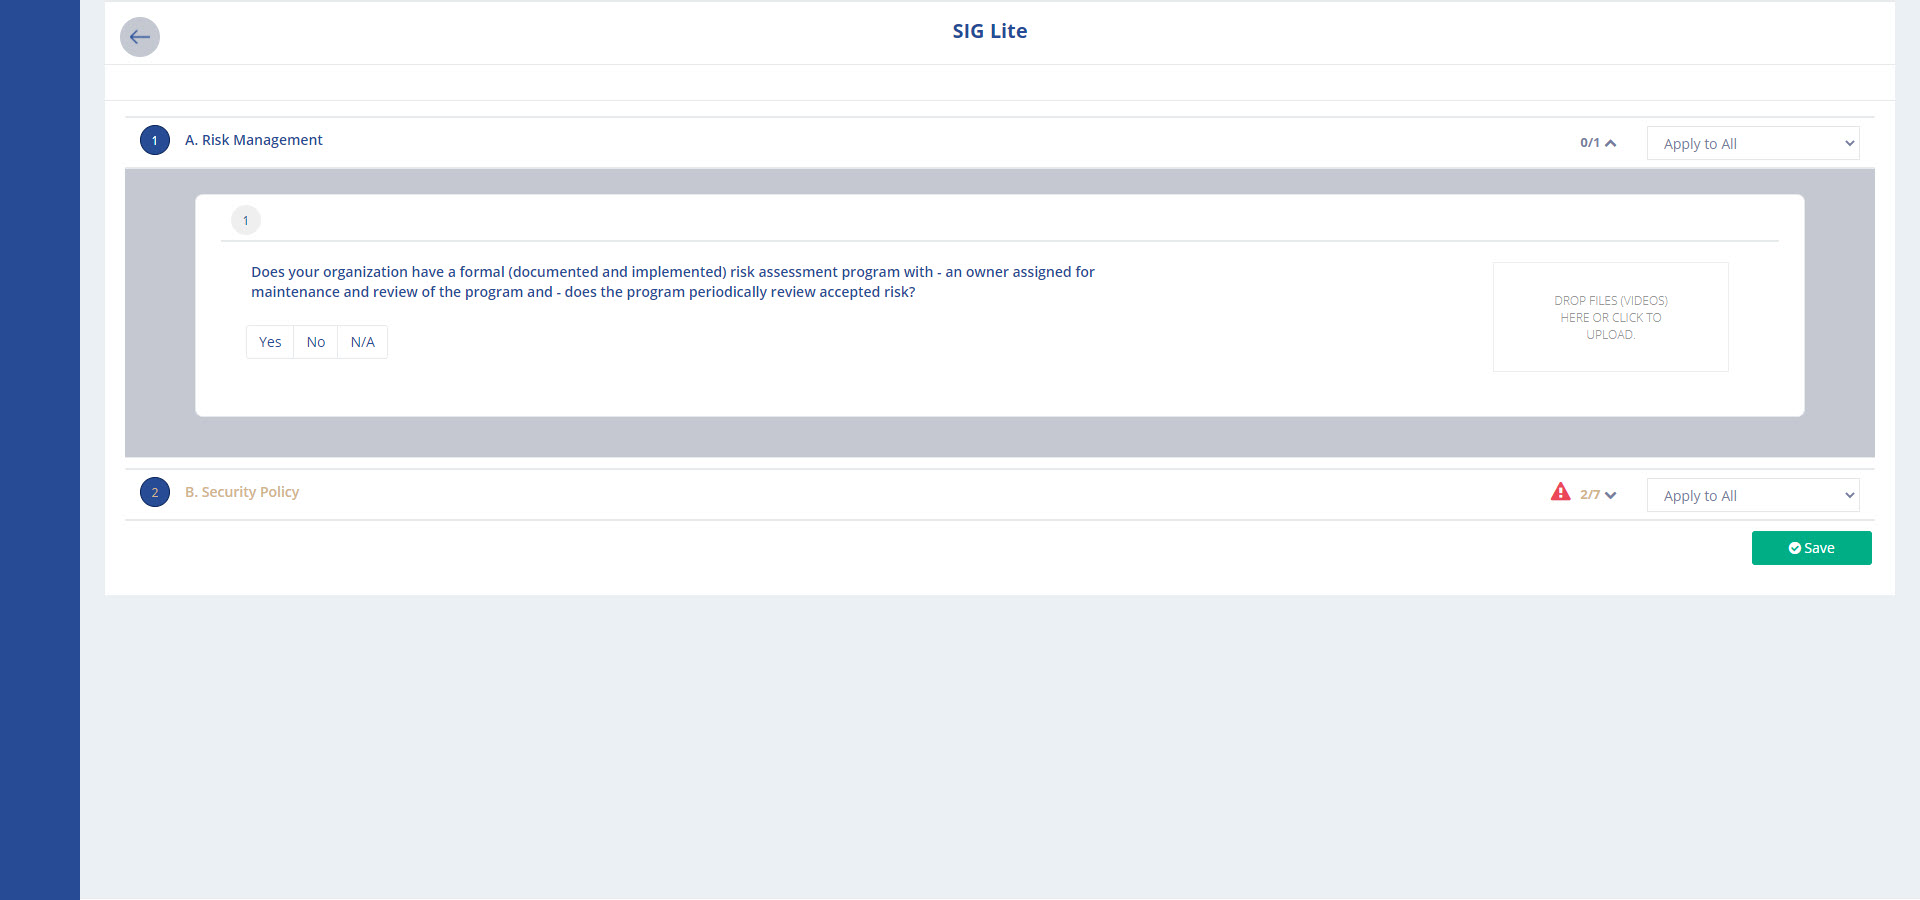 SIG Lite
1 A. Risk Management 0/1 Apply to All
1
Does your organization have a formal (documented and implemented) risk assessment program with - an owner assigned for
maintenance and review of the program and - does the program periodically review accepted risk?
DROP FILES (VIDEOS)
HERE OR CLICK TO
UPLOAD.
Yes No N/A
2 B. Security Policy 2/7 Apply to All
Save